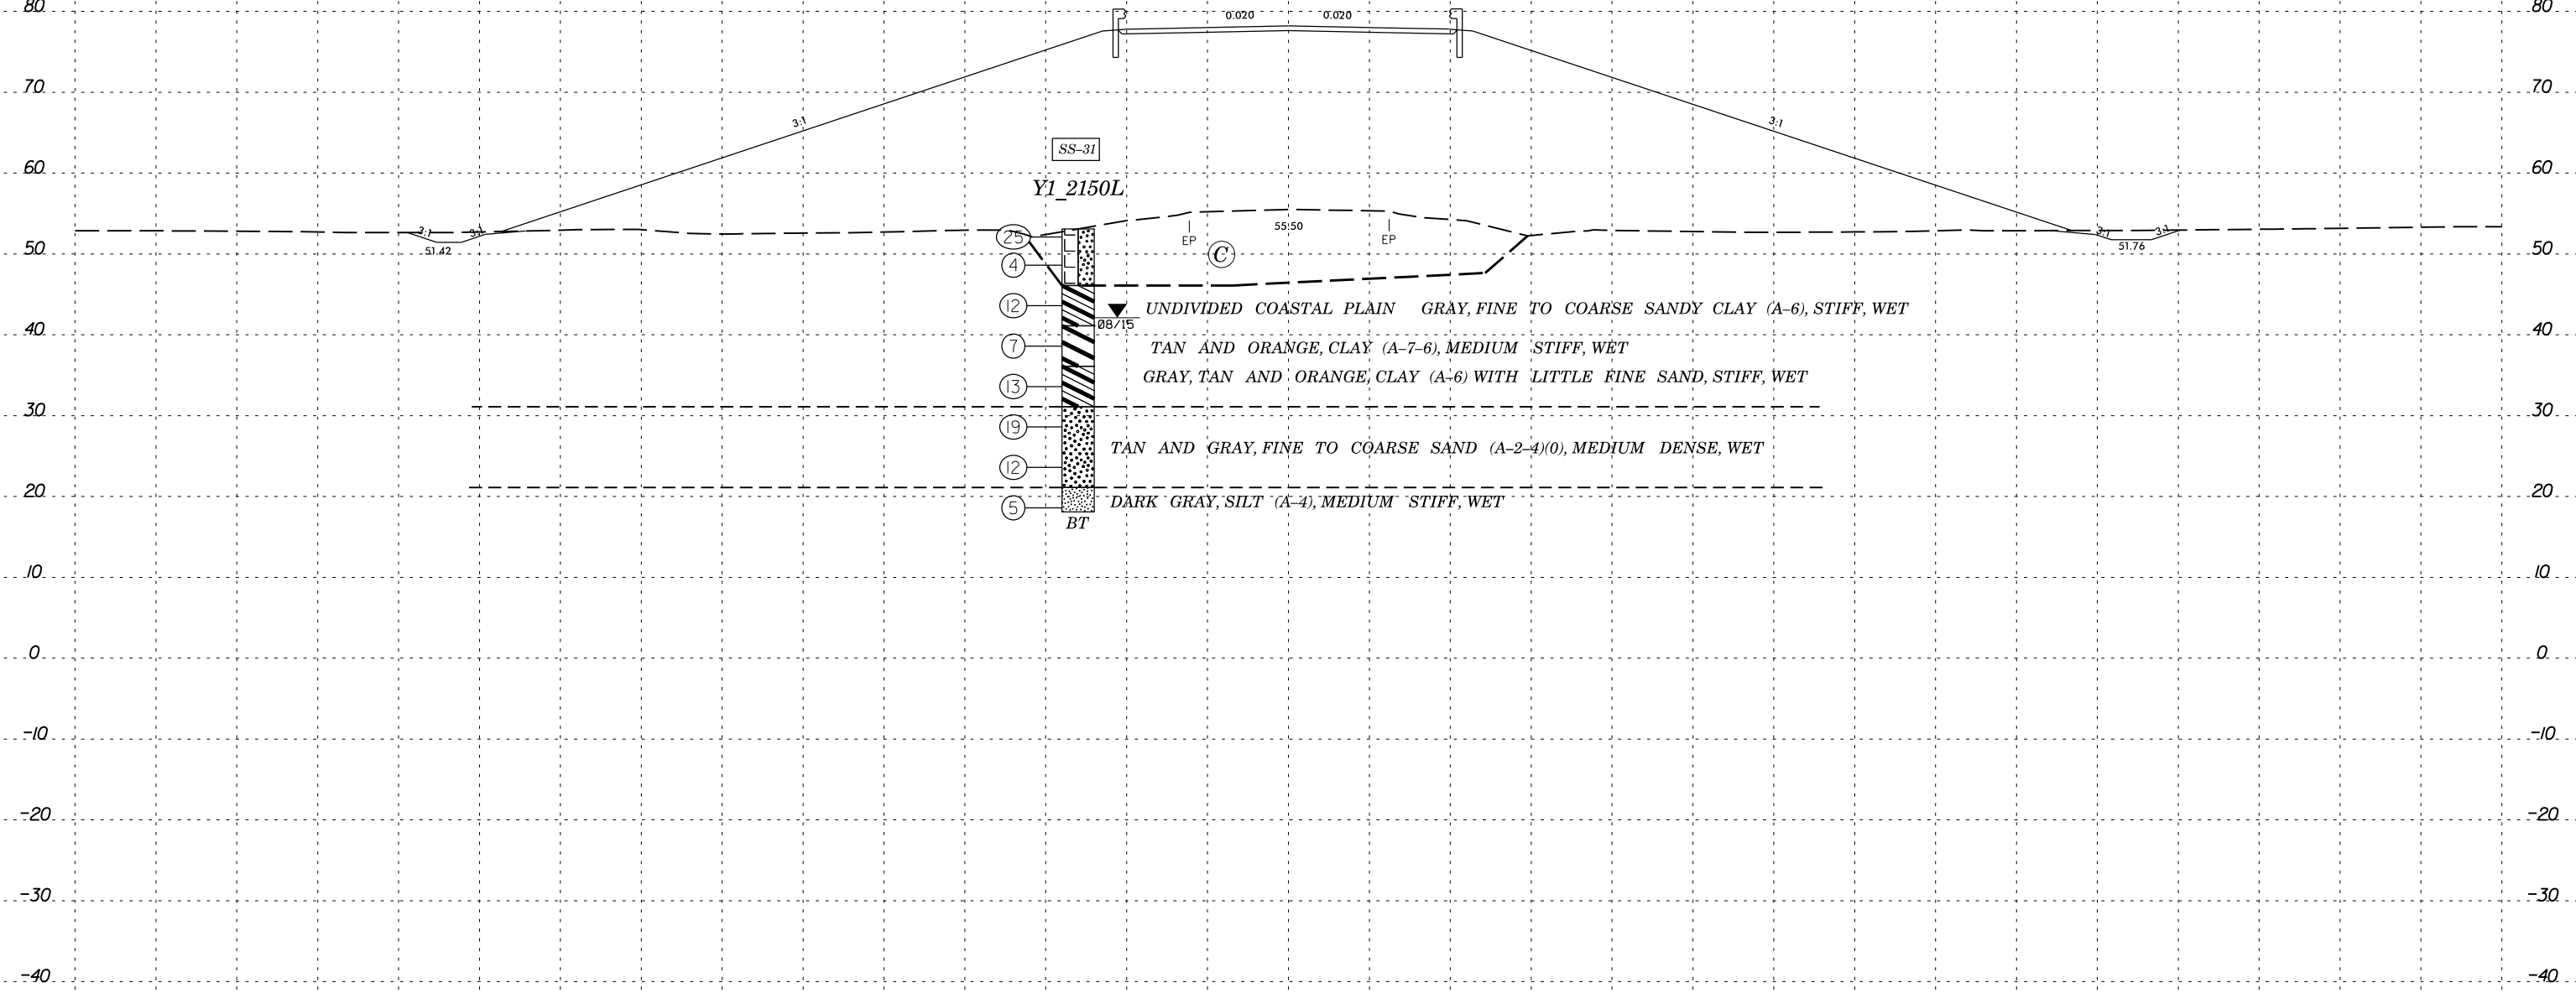 80 0.020 0.020 80
70 70
3:1 3:1
SS-31
60 60
Y1_2150L
3:1 3:1 25 55:50 3:1 3:1
EP EP
51.42 51.76
50 C 50
4
12 UNDIVIDED COASTAL PLAIN GRAY, FINE TO COARSE SANDY CLAY (A-6), STIFF, WET
08/15
40 40
7 TAN AND ORANGE, CLAY (A-7-6), MEDIUM STIFF, WET
13 GRAY, TAN AND ORANGE, CLAY (A-6) WITH LITTLE FINE SAND, STIFF, WET
30 30
19
TAN AND GRAY, FINE TO COARSE SAND (A-2-4)(0), MEDIUM DENSE, WET
12
20 20
5 DARK GRAY, SILT (A-4), MEDIUM STIFF, WET
BT
10 10
0 0
-10 -10
-20 -20
-30 -30
-40 -40